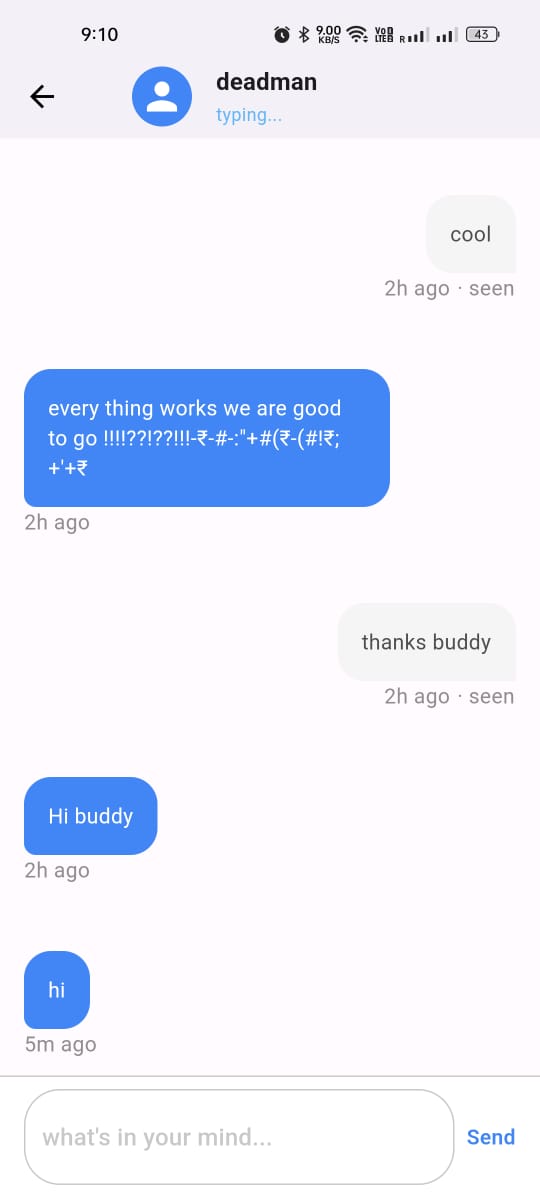 9:10
9.00 KB/S
Vo LTE
R
43
deadman
typing...
cool
2h ago · seen
every thing works we are good
to go !!!!??!??!!!-₹-#-:"+#(₹-(#!₹;
+'+₹
2h ago
thanks buddy
2h ago · seen
Hi buddy
2h ago
hi
5m ago
what's in your mind...
Send